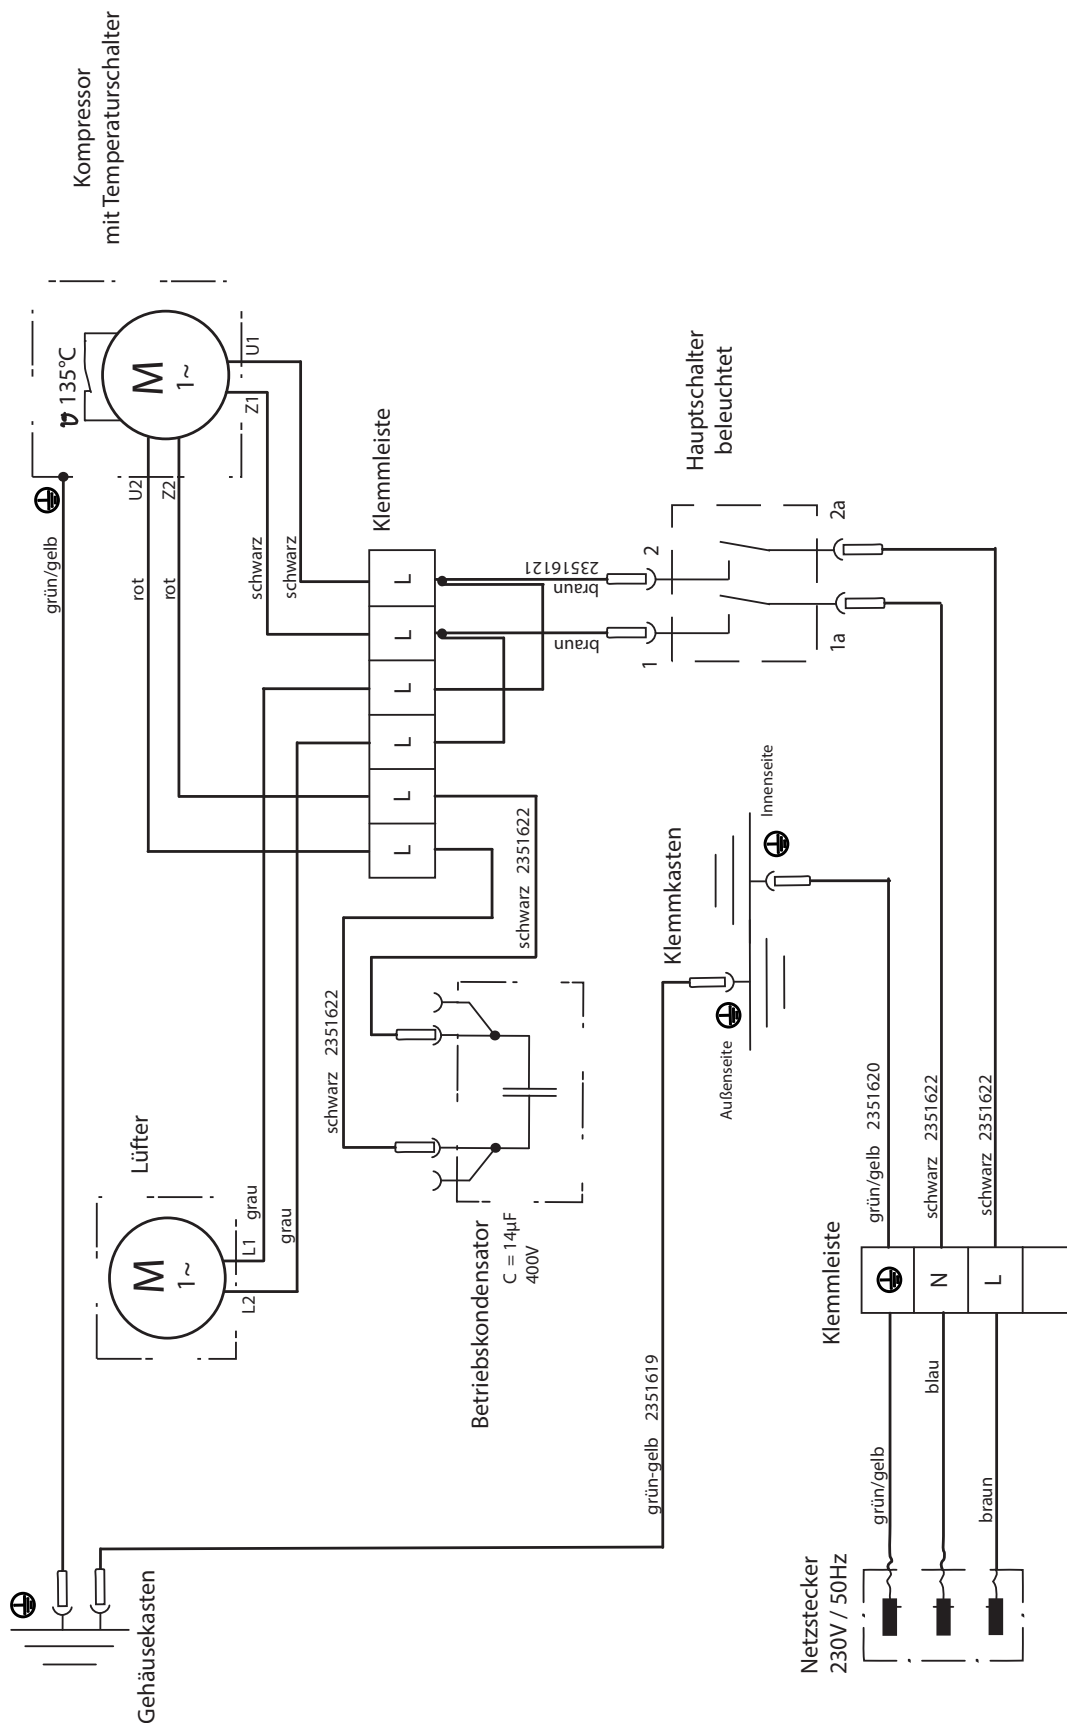 Kompressor
mit Temperaturschalter
ϑ 135°C
M
1~
U1
Z1
U2
Z2
grün/gelb
rot
rot
schwarz
schwarz
Klemmleiste
L
L
L
L
L
L
Hauptschalter
beleuchtet
braun 23516121
braun
2
1
2a
1a
Lüfter
M
1~
L1
L2
grau
grau
schwarz 2351622
schwarz 2351622
Betriebskondensator
C = 14µF
400V
Klemmkasten
Innenseite
Außenseite
Gehäusekasten
grün-gelb 2351619
grün/gelb 2351620
schwarz 2351622
schwarz 2351622
Klemmleiste
N
L
grün/gelb
blau
braun
Netzstecker
230V / 50Hz